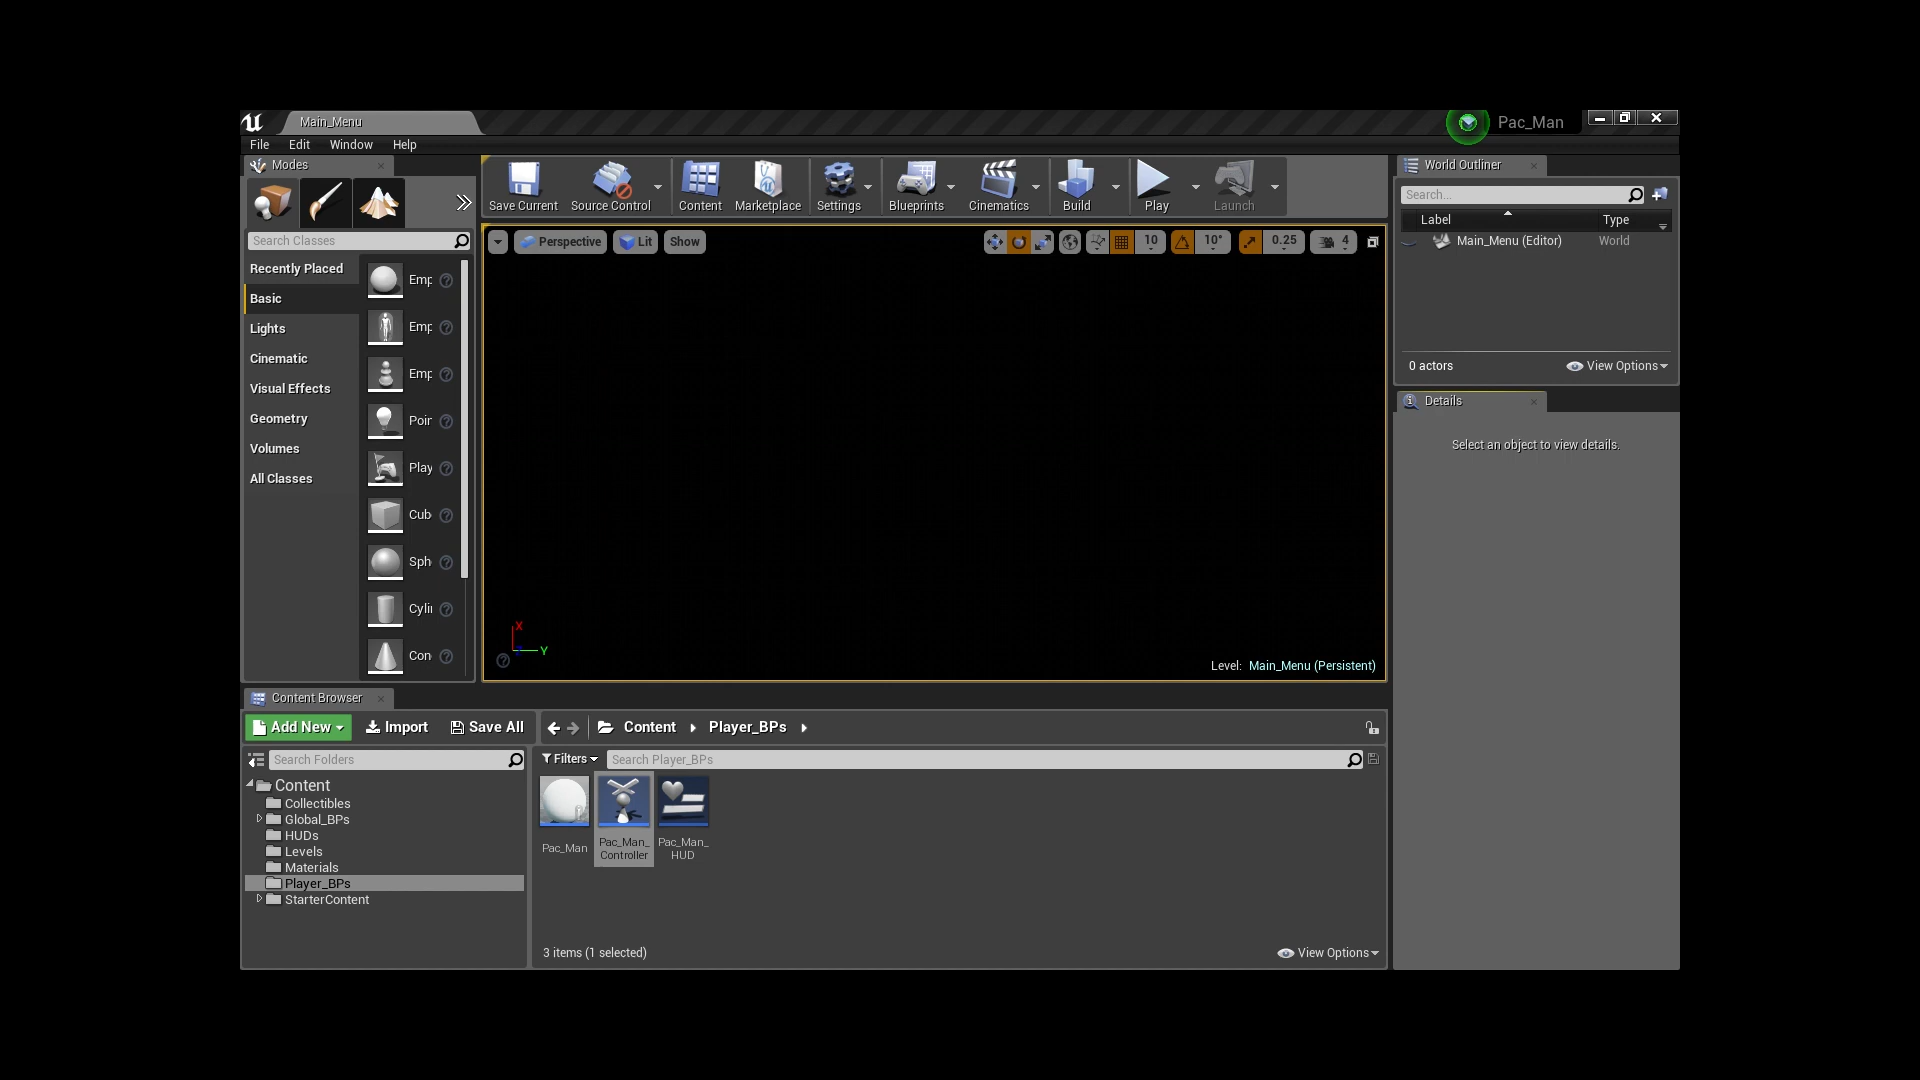 Main_Menu
Pac_Man
File Edit Window Help
Modes
Search Classes
Recently Placed
Basic
Lights
Cinematic
Visual Effects
Geometry
Volumes
All Classes
Emp
Emp
Emp
Poin
Play
Cub
Sph
Cylin
Con
Save Current
Source Control
Content
Marketplace
Settings
Blueprints
Cinematics
Build
Play
Launch
Perspective
Lit
Show
10
10°
0.25
4
X
Y
Level: Main_Menu (Persistent)
World Outliner
Search...
Label Type
Main_Menu (Editor) World
0 actors
View Options
Details
Select an object to view details.
Content Browser
Add New
Import
Save All
Content
Player_BPs
Search Folders
Content
Collectibles
Global_BPs
HUDs
Levels
Materials
Player_BPs
StarterContent
Filters
Search Player_BPs
Pac_Man
Pac_Man_
Controller
Pac_Man_
HUD
3 items (1 selected)
View Options